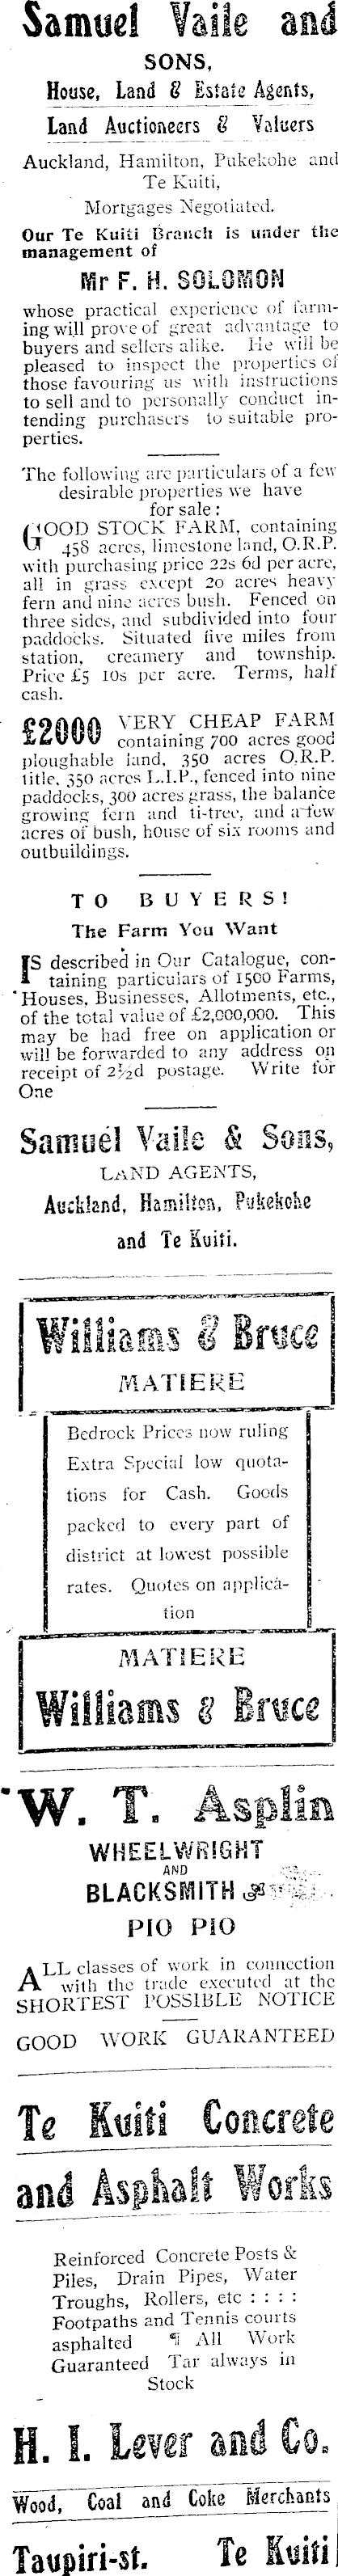 Samuel Vaile and
SONS,
House, Land & Estate Agents,
Land Auctioneers & Valuers
Auckland, Hamilton, Pukekohe and
Te Kuiti,
Mortgages Negotiated.
Our Te Kuiti Branch is under the
management of
Mr F. H. SOLOMON
whose practical experience of farm-
ing will prove of great advantage to
buyers and sellers alike. He will be
pleased to inspect the properties of
those favouring us with instructions
to sell and to personally conduct in-
tending purchasers to suitable pro-
perties.
The following are particulars of a few
desirable properties we have
for sale :
GOOD STOCK FARM, containing
458 acres, limestone land, O.R.P.
with purchasing price 22s 6d per acre,
all in grass except 20 acres heavy
fern and nine acres bush. Fenced on
three sides, and subdivided into four
paddocks. Situated five miles from
station, creamery and township.
Price £5 10s per acre. Terms, half
cash.
£2000 VERY CHEAP FARM
containing 700 acres good
ploughable land, 350 acres O.R.P.
title, 350 acres L.I.P., fenced into nine
paddocks, 300 acres grass, the balance
growing fern and ti-tree, and a few
acres of bush, hOuse of six rooms and
outbuildings.
TO BUYERS!
The Farm You Want
IS described in Our Catalogue, con-
taining particulars of 1500 Farms,
Houses, Businesses, Allotments, etc.,
of the total value of £2,000,000. This
may be had free on application or
will be forwarded to any address on
receipt of 2½d postage. Write for
One
Samuel Vaile & Sons,
LAND AGENTS,
Auckland, Hamilton, Pukekohe
and Te Kuiti.
Williams & Bruce
MATIERE
Bedrock Prices now ruling
Extra Special low quota-
tions for Cash. Goods
packed to every part of
district at lowest possible
rates. Quotes on applica-
tion
MATIERE
Williams & Bruce
W. T. Asplin
WHEELWRIGHT
AND
BLACKSMITH
PIO PIO
ALL classes of work in connection
with the trade executed at the
SHORTEST POSSIBLE NOTICE
GOOD WORK GUARANTEED
Te Kuiti Concrete
and Asphalt Works
Reinforced Concrete Posts &
Piles, Drain Pipes, Water
Troughs, Rollers, etc : : : :
Footpaths and Tennis courts
asphalted ¶ All Work
Guaranteed Tar always in
Stock
H. I. Lever and Co.
Wood, Coal and Coke Merchants
Taupiri-st. Te Kuiti